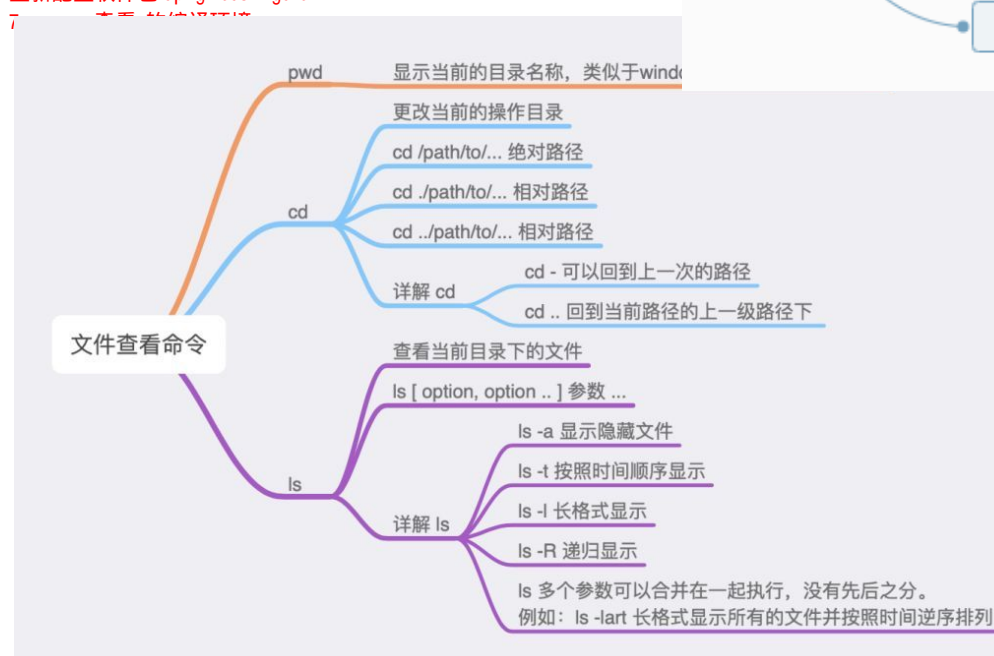 查看 的编译环境
pwd
显示当前的目录名称，类似于windo
cd
更改当前的操作目录
cd /path/to/... 绝对路径
cd ./path/to/... 相对路径
cd ../path/to/... 相对路径
详解 cd
cd - 可以回到上一次的路径
cd .. 回到当前路径的上一级路径下
文件查看命令
ls
查看当前目录下的文件
ls [ option, option .. ] 参数 ...
详解 ls
ls -a 显示隐藏文件
ls -t 按照时间顺序显示
ls -l 长格式显示
ls -R 递归显示
ls 多个参数可以合并在一起执行，没有先后之分。
例如：ls -lart 长格式显示所有的文件并按照时间逆序排列